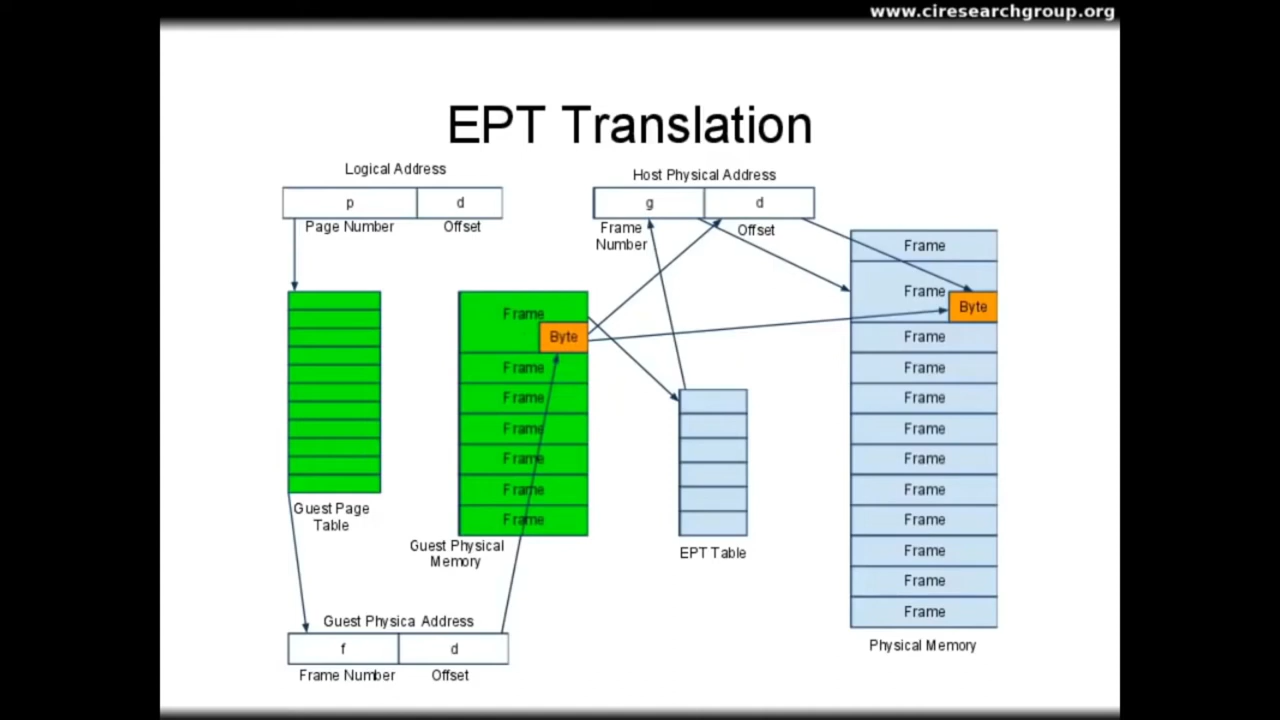 www.ciresearchgroup.org
EPT Translation
Logical Address
p
d
Page Number
Offset
Host Physical Address
g
d
Frame
Number
Offset
Guest Page
Table
Frame
Byte
Frame
Frame
Frame
Frame
Frame
Frame
Guest Physical
Memory
EPT Table
Frame
Frame
Byte
Frame
Frame
Frame
Frame
Frame
Frame
Frame
Frame
Frame
Frame
Physical Memory
Guest Physica Address
f
d
Frame Number
Offset